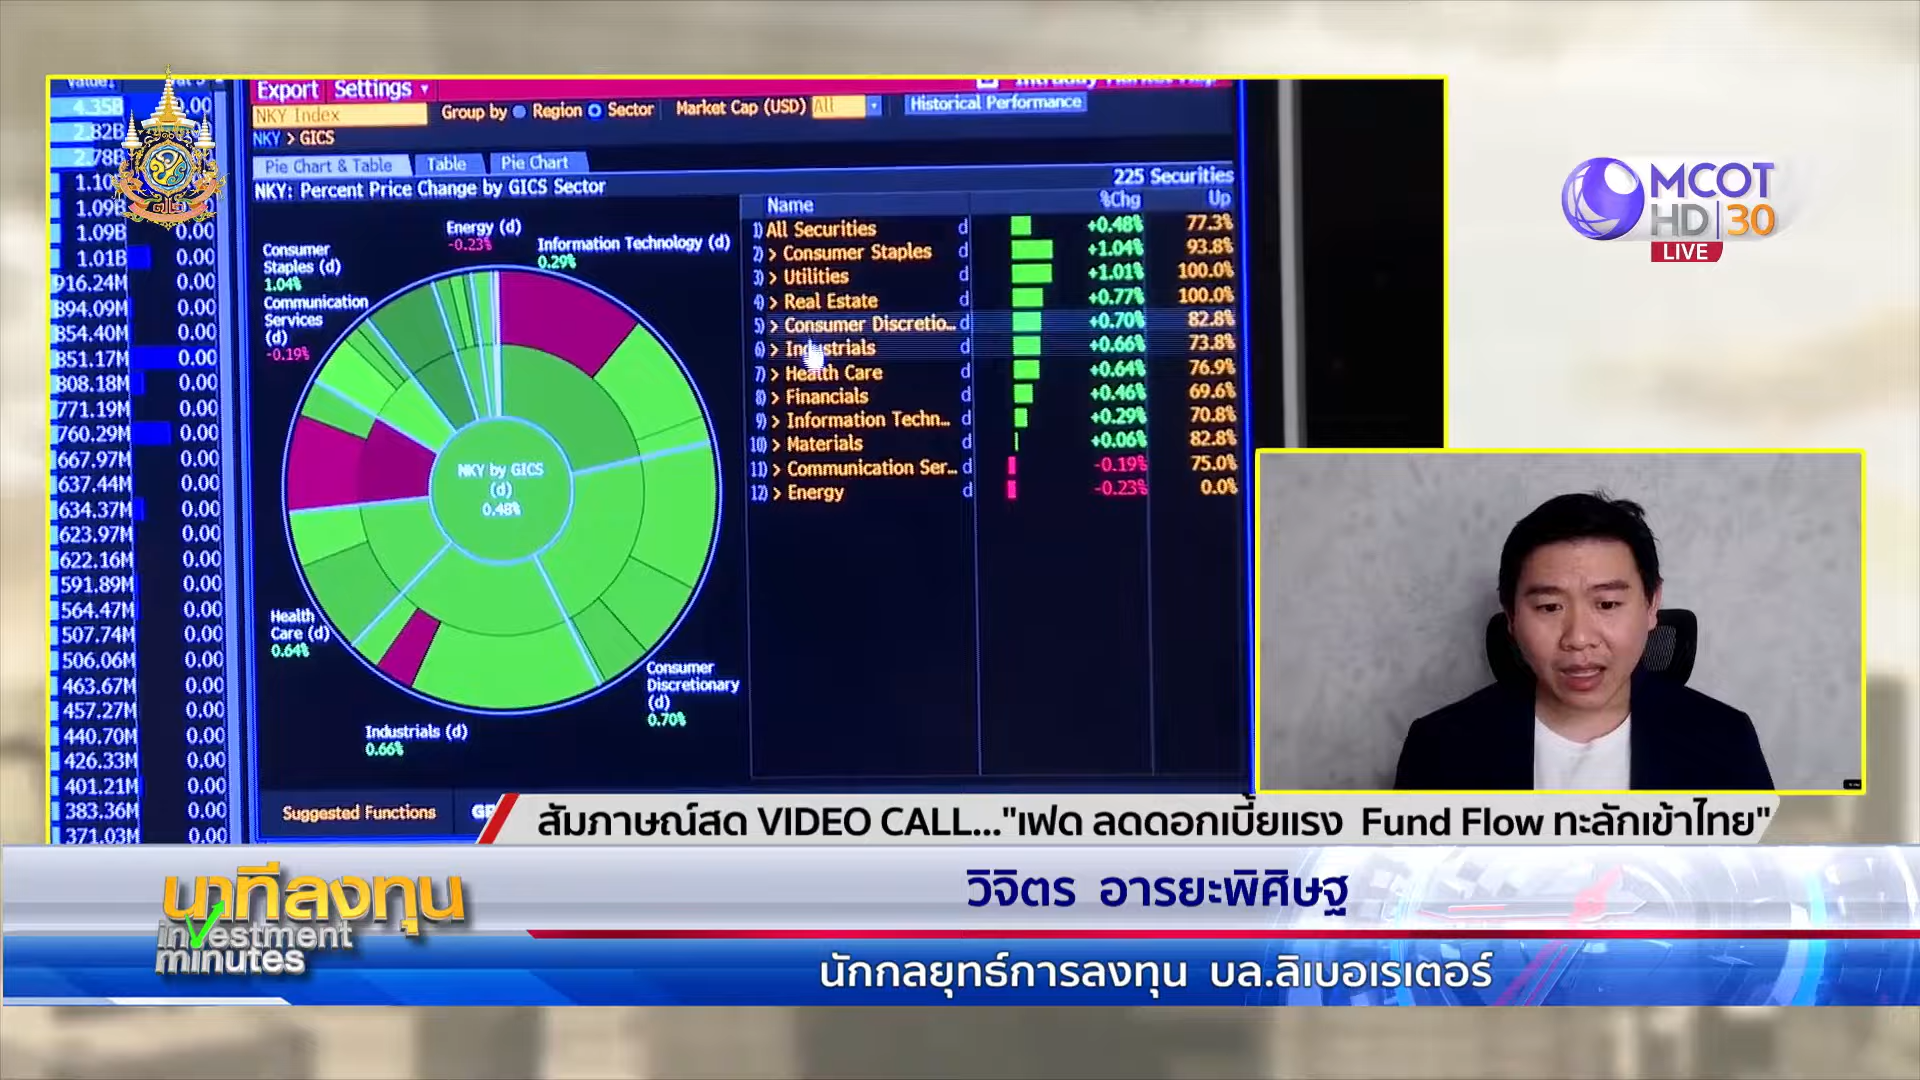 Value
4.35B 0.00
2.82B
2.78B
1.09B 0.00
1.09B 0.00
1.01B 0.00
916.24M 0.00
894.09M 0.00
854.40M 0.00
851.17M 0.00
808.18M 0.00
771.19M 0.00
760.29M 0.00
667.97M 0.00
637.44M 0.00
634.37M 0.00
623.97M 0.00
622.16M 0.00
591.89M 0.00
564.47M 0.00
507.74M 0.00
506.06M 0.00
463.67M 0.00
457.27M 0.00
440.70M 0.00
426.33M 0.00
401.21M 0.00
383.36M 0.00
371.03M 0.00
Export Settings
NKY Index Group by Region Sector Market Cap (USD) All Historical Performance
NKY > GICS
Pie Chart & Table Table Pie Chart
NKY: Percent Price Change by GICS Sector 225 Securities
Energy (d)
-0.23%
Information Technology (d)
0.29%
Consumer
Staples (d)
1.04%
Communication
Services
(d)
-0.19%
NKY by GICS
(d)
0.48%
Health
Care (d)
0.64%
Consumer
Discretionary
(d)
0.70%
Industrials (d)
0.66%
Name %Chg Up
1) All Securities d +0.48% 77.3%
2) > Consumer Staples d +1.04% 93.8%
3) > Utilities d +1.01% 100.0%
4) > Real Estate d +0.77% 100.0%
5) > Consumer Discretio... d +0.70% 82.8%
6) > Industrials d +0.66% 73.8%
7) > Health Care d +0.64% 76.9%
8) > Financials d +0.46% 69.6%
9) > Information Techn... d +0.29% 70.8%
10) > Materials d +0.06% 82.8%
11) > Communication Ser... d -0.19% 75.0%
12) > Energy d -0.23% 0.0%
Suggested Functions
MCOT
HD 30
LIVE
สัมภาษณ์สด VIDEO CALL..."เฟด ลดดอกเบี้ยแรง Fund Flow ทะลักเข้าไทย"
นาทีลงทุน
investment
minutes
วิจิตร อารยะพิศิษฐ
นักกลยุทธ์การลงทุน บล.ลิเบอเรเตอร์